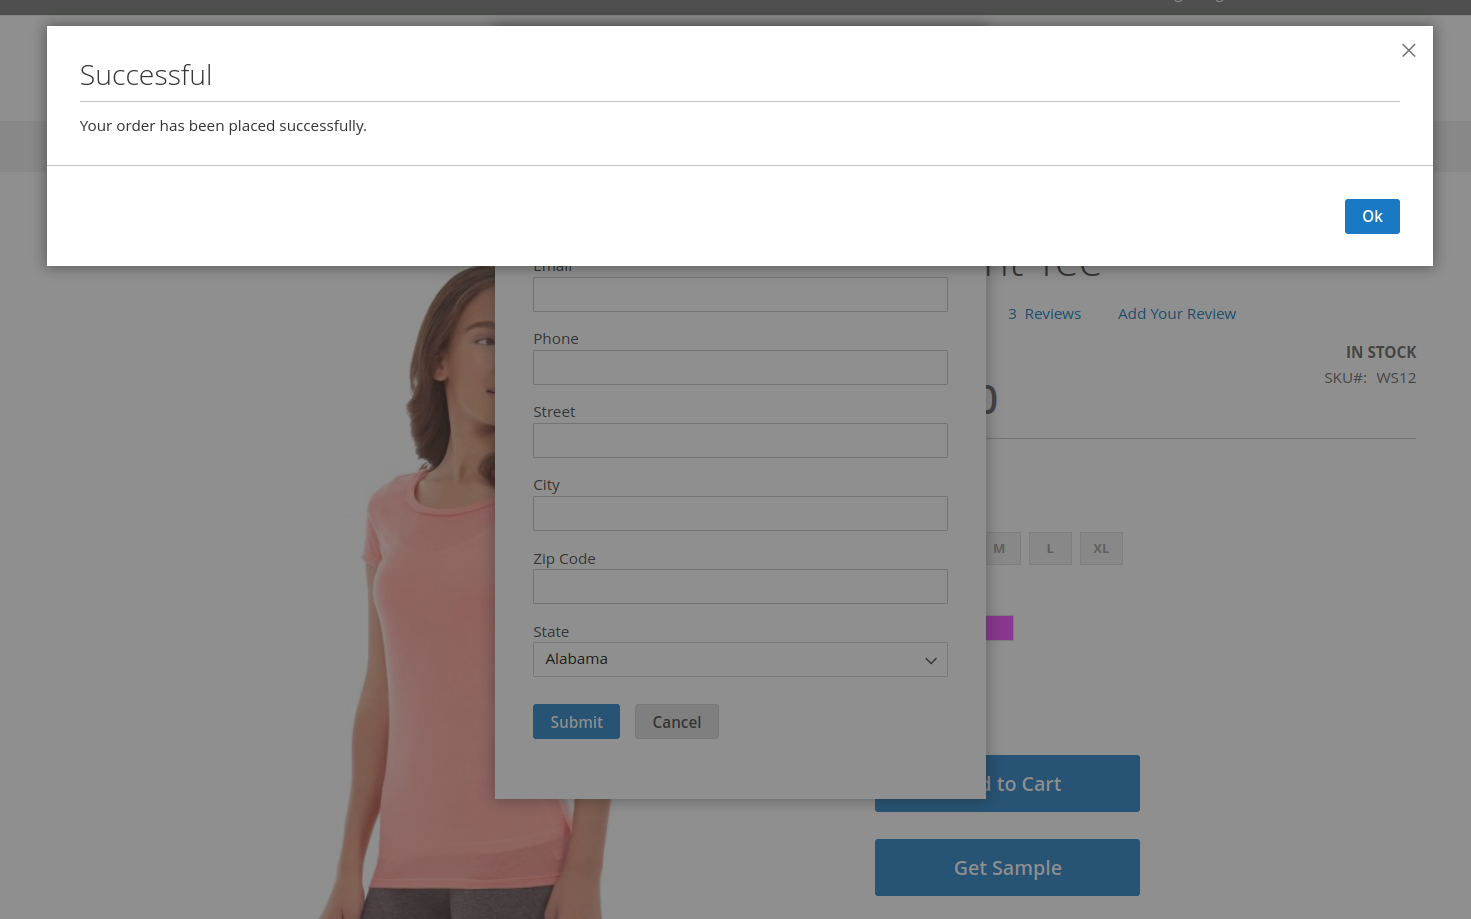 Successful
Your order has been placed successfully.
Ok
Email
3 Reviews Add Your Review
Phone
IN STOCK
SKU#: WS12
Street
City
M L XL
Zip Code
State
Alabama
Submit Cancel
to Cart
Get Sample